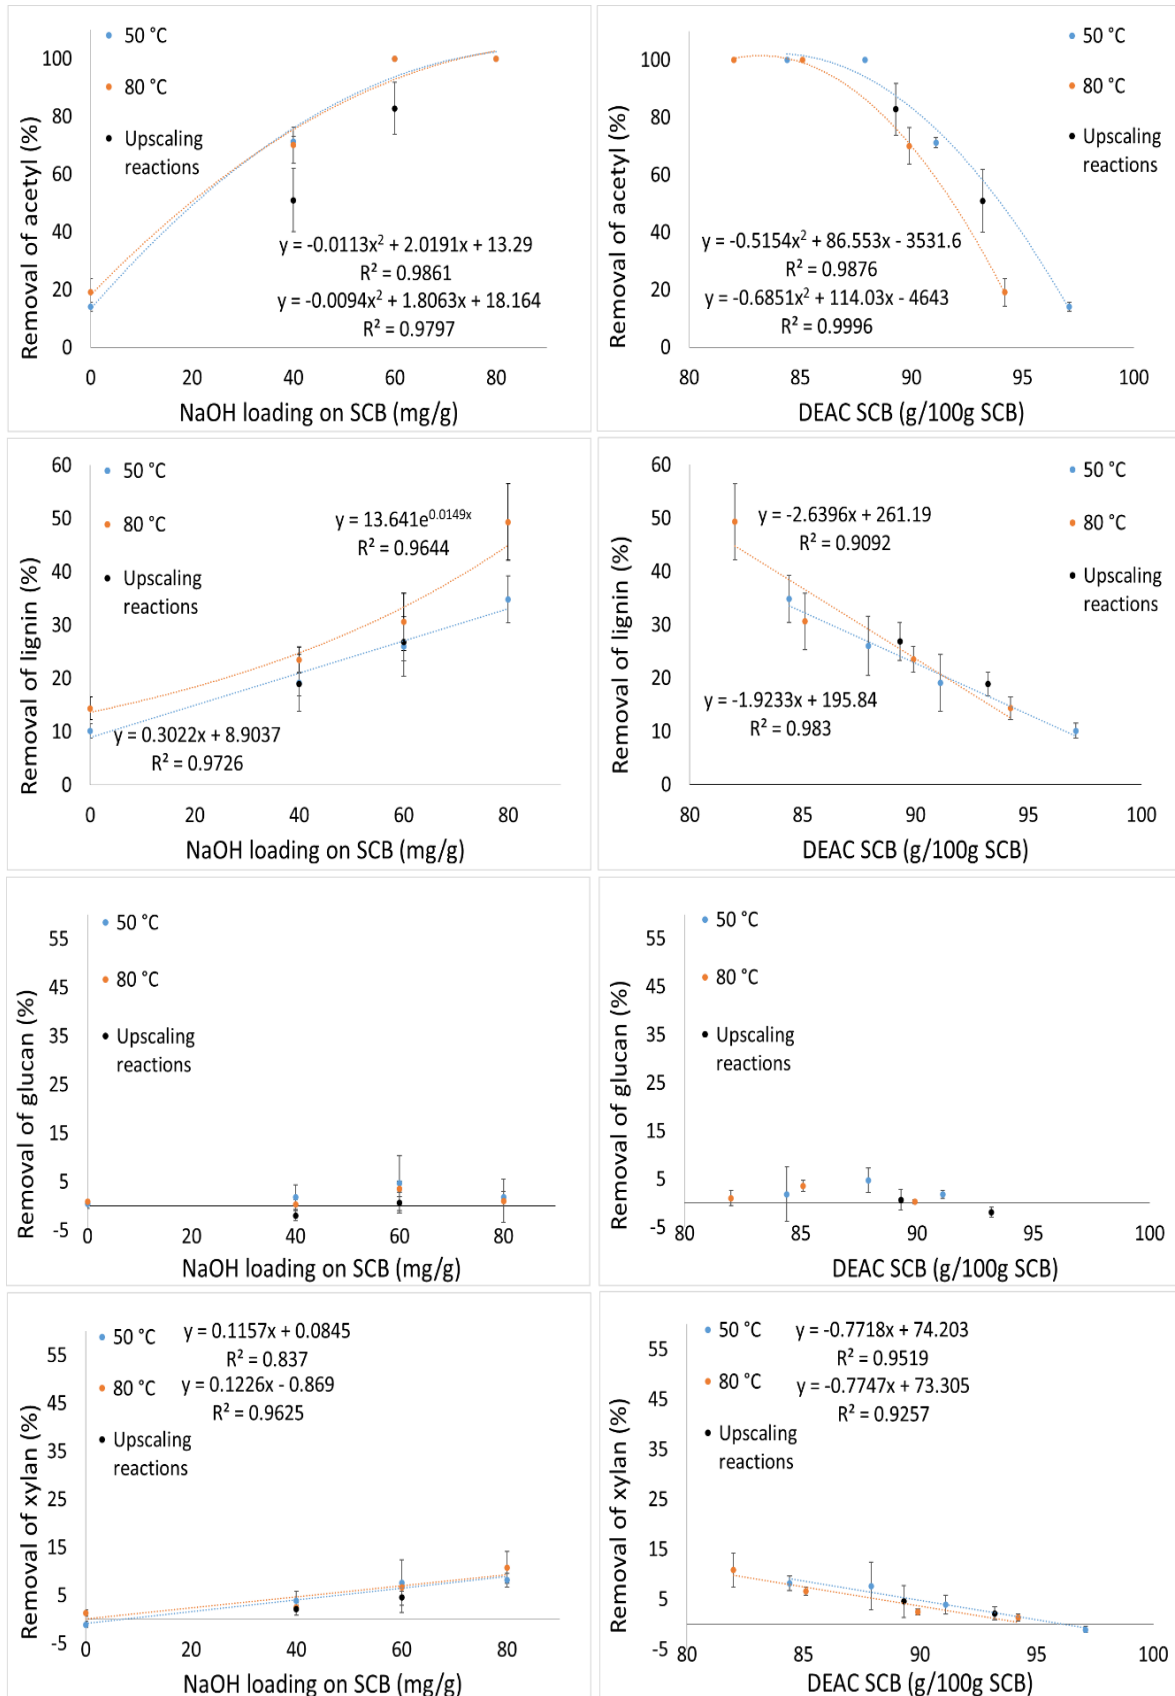 50 °C
80 °C
Upscaling
reactions
Removal of acetyl (%)
100
80
60
40
20
0
y = -0.0113x² + 2.0191x + 13.29
R² = 0.9861
y = -0.0094x² + 1.8063x + 18.164
R² = 0.9797
0 20 40 60 80
NaOH loading on SCB (mg/g)
50 °C
80 °C
Upscaling
reactions
Removal of acetyl (%)
100
80
60
40
20
0
y = -0.5154x² + 86.553x - 3531.6
R² = 0.9876
y = -0.6851x² + 114.03x - 4643
R² = 0.9996
80 85 90 95 100
DEAC SCB (g/100g SCB)
50 °C
80 °C
Upscaling
reactions
Removal of lignin (%)
60
50
40
30
20
10
0
y = 13.641e^0.0149x
R² = 0.9644
y = 0.3022x + 8.9037
R² = 0.9726
0 20 40 60 80
NaOH loading on SCB (mg/g)
50 °C
80 °C
Upscaling
reactions
Removal of lignin (%)
60
50
40
30
20
10
0
y = -2.6396x + 261.19
R² = 0.9092
y = -1.9233x + 195.84
R² = 0.983
80 85 90 95 100
DEAC SCB (g/100g SCB)
50 °C
80 °C
Upscaling
reactions
Removal of glucan (%)
55
45
35
25
15
5
-5
0 20 40 60 80
NaOH loading on SCB (mg/g)
50 °C
80 °C
Upscaling
reactions
Removal of glucan (%)
55
45
35
25
15
5
-5
80 85 90 95 100
DEAC SCB (g/100g SCB)
50 °C
80 °C
Upscaling
reactions
y = 0.1157x + 0.0845
R² = 0.837
y = 0.1226x - 0.869
R² = 0.9625
Removal of xylan (%)
55
45
35
25
15
5
-5
0 20 40 60 80
NaOH loading on SCB (mg/g)
50 °C
80 °C
Upscaling
reactions
y = -0.7718x + 74.203
R² = 0.9519
y = -0.7747x + 73.305
R² = 0.9257
Removal of xylan (%)
55
45
35
25
15
5
-5
80 85 90 95 100
DEAC SCB (g/100g SCB)